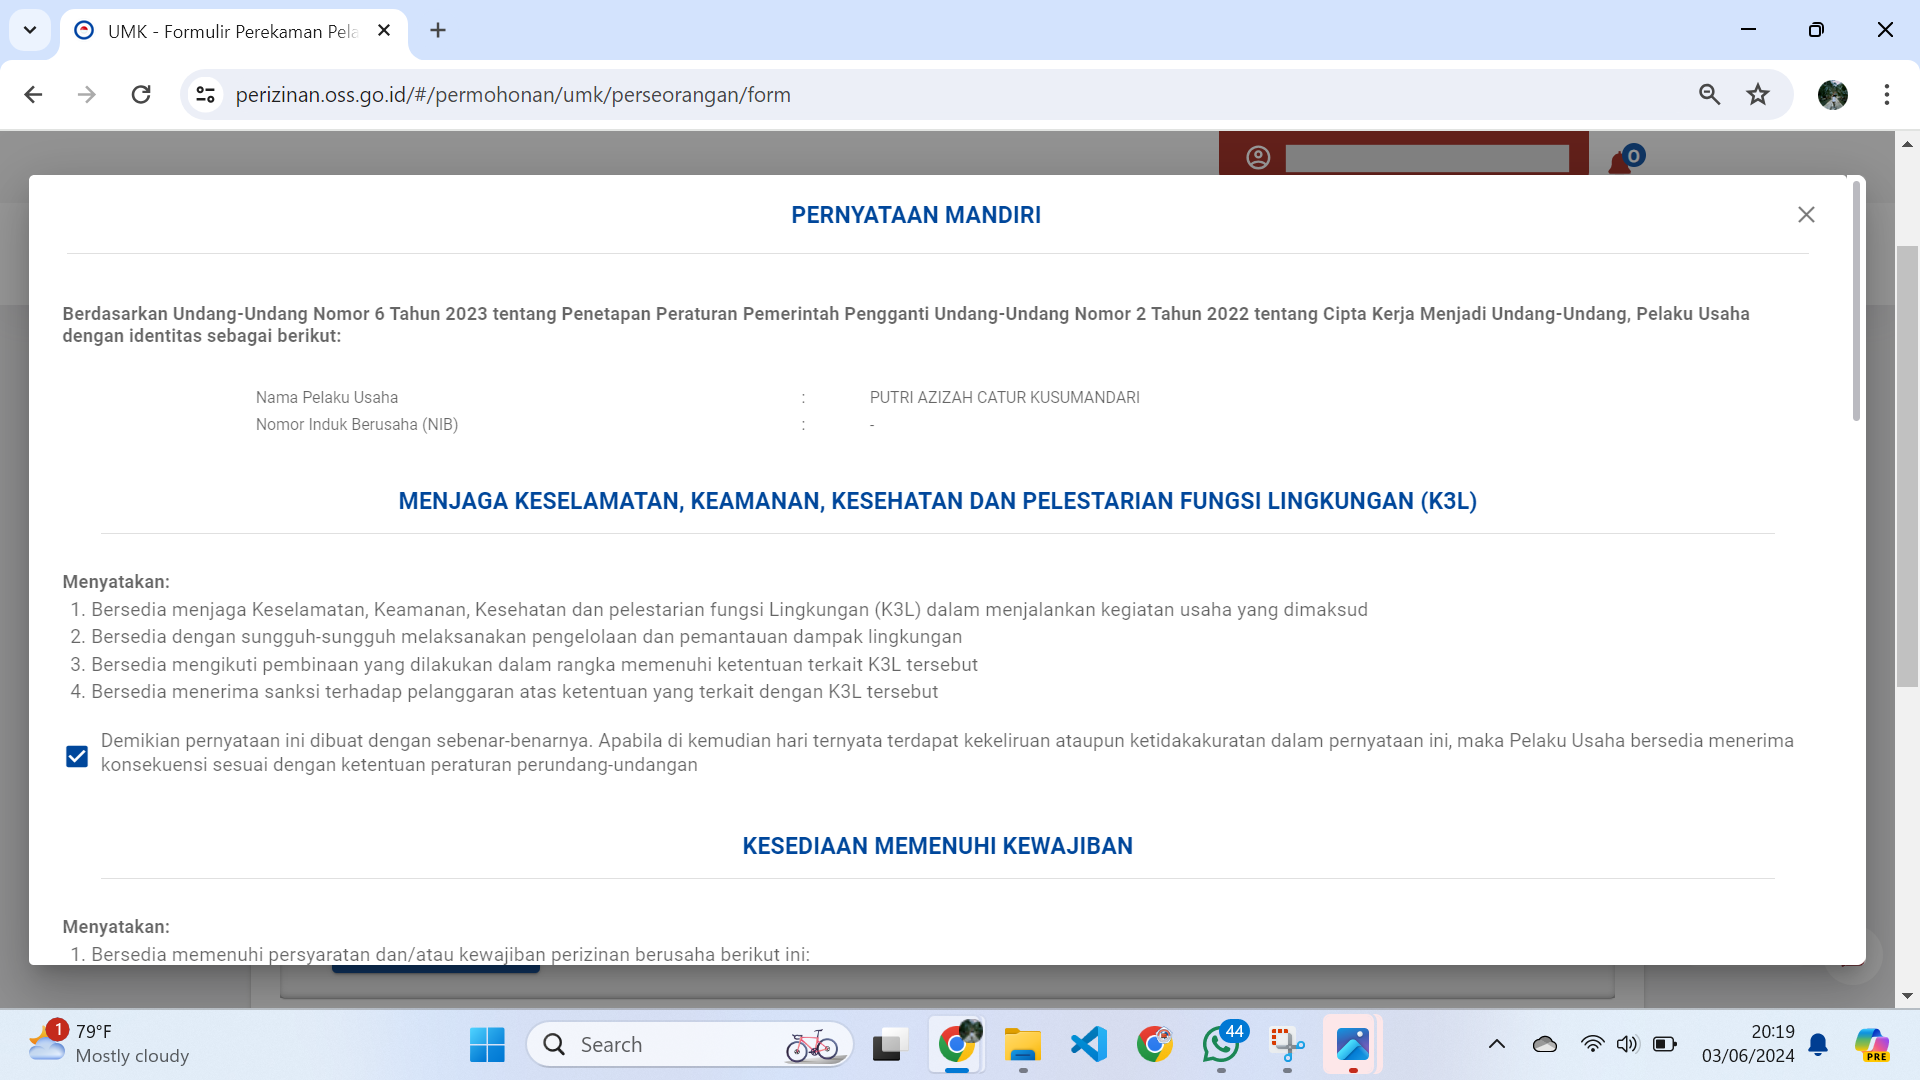 UMK - Formulir Perekaman Pela
perizinan.oss.go.id/#/permohonan/umk/perseorangan/form
0
PERNYATAAN MANDIRI
Berdasarkan Undang-Undang Nomor 6 Tahun 2023 tentang Penetapan Peraturan Pemerintah Pengganti Undang-Undang Nomor 2 Tahun 2022 tentang Cipta Kerja Menjadi Undang-Undang, Pelaku Usaha
dengan identitas sebagai berikut:
Nama Pelaku Usaha : PUTRI AZIZAH CATUR KUSUMANDARI
Nomor Induk Berusaha (NIB) : -
MENJAGA KESELAMATAN, KEAMANAN, KESEHATAN DAN PELESTARIAN FUNGSI LINGKUNGAN (K3L)
Menyatakan:
1. Bersedia menjaga Keselamatan, Keamanan, Kesehatan dan pelestarian fungsi Lingkungan (K3L) dalam menjalankan kegiatan usaha yang dimaksud
2. Bersedia dengan sungguh-sungguh melaksanakan pengelolaan dan pemantauan dampak lingkungan
3. Bersedia mengikuti pembinaan yang dilakukan dalam rangka memenuhi ketentuan terkait K3L tersebut
4. Bersedia menerima sanksi terhadap pelanggaran atas ketentuan yang terkait dengan K3L tersebut
Demikian pernyataan ini dibuat dengan sebenar-benarnya. Apabila di kemudian hari ternyata terdapat kekeliruan ataupun ketidakakuratan dalam pernyataan ini, maka Pelaku Usaha bersedia menerima
konsekuensi sesuai dengan ketentuan peraturan perundang-undangan
KESEDIAAN MEMENUHI KEWAJIBAN
Menyatakan:
1. Bersedia memenuhi persyaratan dan/atau kewajiban perizinan berusaha berikut ini:
1
79°F
Mostly cloudy
Search
44
20:19
03/06/2024
PRE